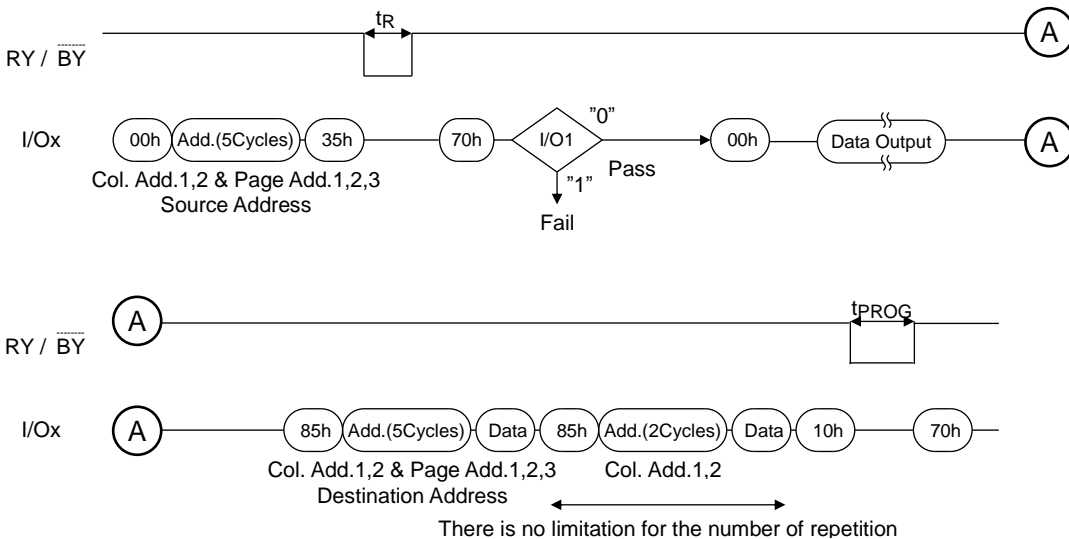 tR
RY / BY
A
I/Ox
00h Add.(5Cycles) 35h 70h I/O1 "0" 00h Data Output A
Pass
"1"
Col. Add.1,2 & Page Add.1,2,3
Source Address
Fail
A
tPROG
RY / BY
I/Ox
A 85h Add.(5Cycles) Data 85h Add.(2Cycles) Data 10h 70h
Col. Add.1,2 & Page Add.1,2,3 Col. Add.1,2
Destination Address
There is no limitation for the number of repetition